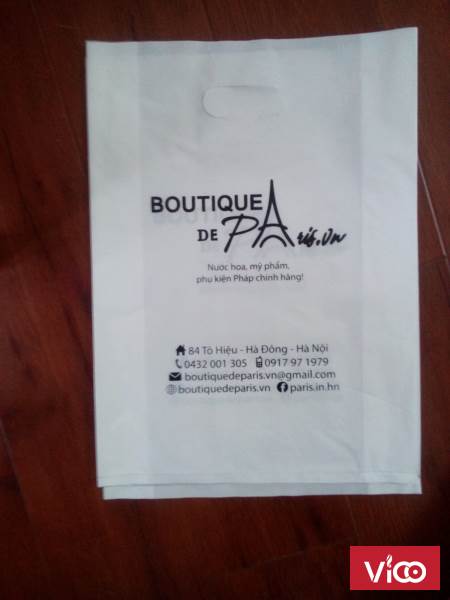 BOUTIQUE
DE PAris.vn
Nước hoa, mỹ phẩm,
phụ kiện Pháp chính hãng!
84 Tô Hiệu - Hà Đông - Hà Nội
0432 001 305 0917 97 1979
boutiquedeparis.vn@gmail.com
boutiquedeparis.vn paris.in.hn
ViCO